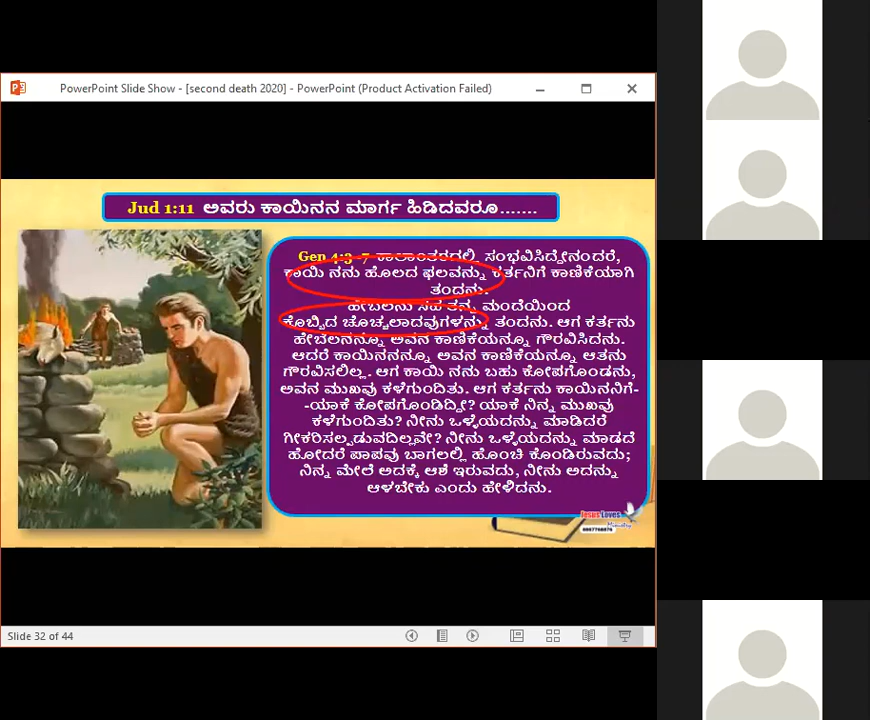 PowerPoint Slide Show - [second death 2020] - PowerPoint (Product Activation Failed)
Jud 1:11 ಅವರು ಕಾಯಿನನ ಮಾರ್ಗ ಹಿಡಿದವರೂ.......
Gen 4:3-7 ಕಾಲಾಂತರದಲ್ಲಿ ಸಂಭವಿಸಿದ್ದೇನಂದರೆ,
ಕಾಯಿ ನನು ಹೊಲದ ಫಲವನ್ನು ಕರ್ತನಿಗೆ ಕಾಣಿಕೆಯಾಗಿ
ತಂದನು.
ಹೇಬೆಲನು ಸಹ ತನ್ನ ಮಂದೆಯಿಂದ
ಕೊಬ್ಬಿದ ಚೊಚ್ಚಲಾದವುಗಳನ್ನು ತಂದನು. ಆಗ ಕರ್ತನು
ಹೇಬೆಲನನ್ನೂ ಅವನ ಕಾಣಿಕೆಯನ್ನೂ ಗೌರವಿಸಿದನು.
ಆದರೆ ಕಾಯಿನನನ್ನೂ ಅವನ ಕಾಣಿಕೆಯನ್ನೂ ಆತನು
ಗೌರವಿಸಲಿಲ್ಲ. ಆಗ ಕಾಯಿ ನನು ಬಹು ಕೋಪಗೊಂಡನು,
ಅವನ ಮುಖವು ಕಳೆಗುಂದಿತು. ಆಗ ಕರ್ತನು ಕಾಯಿನನಿಗೆ-
-ಯಾಕೆ ಕೋಪಗೊಂಡಿದ್ದೀ? ಯಾಕೆ ನಿನ್ನ ಮುಖವು
ಕಳೆಗುಂದಿತು? ನೀನು ಒಳ್ಳೆಯದನ್ನು ಮಾಡಿದರೆ
ಗೀಕರಿಸಲ್ಪಡುವದಿಲ್ಲವೇ? ನೀನು ಒಳ್ಳೆಯದನ್ನು ಮಾಡದೆ
ಹೋದರೆ ಪಾಪವು ಬಾಗಲಲ್ಲಿ ಹೊಂಚಿ ಕೊಂಡಿರುವದು;
ನಿನ್ನ ಮೇಲೆ ಅದಕ್ಕೆ ಆಶೆ ಇರುವದು, ನೀನು ಅದನ್ನು
ಆಳಬೇಕು ಎಂದು ಹೇಳಿದನು.
Jesus Loves
Ministry
Slide 32 of 44